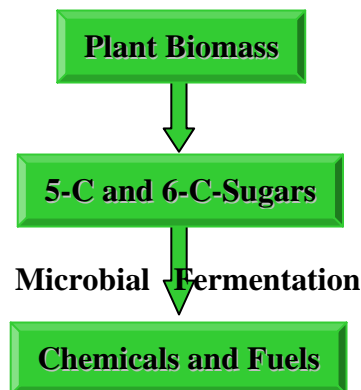 Plant Biomass
5-C and 6-C-Sugars
Microbial Fermentation
Chemicals and Fuels